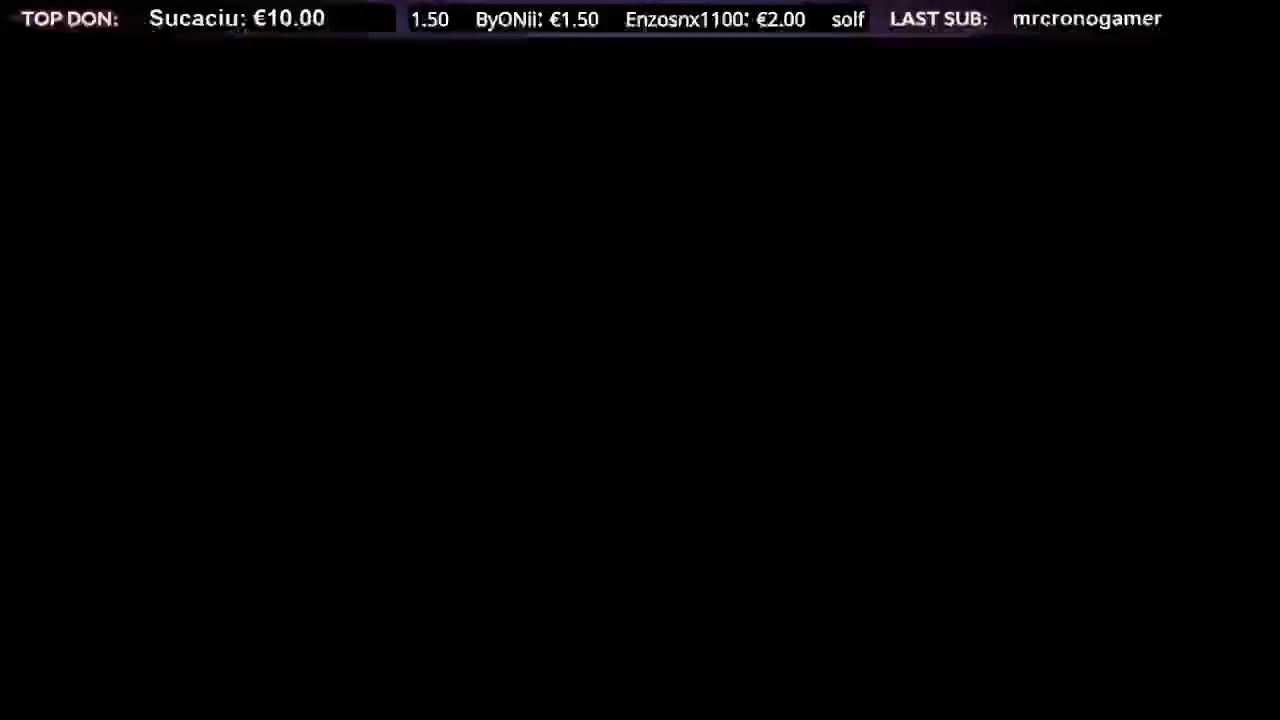 TOP DON: Sucaciu: €10.00 1.50 ByONii: €1.50 Enzosnx1100: €2.00 solf LAST SUB: mrcronogamer